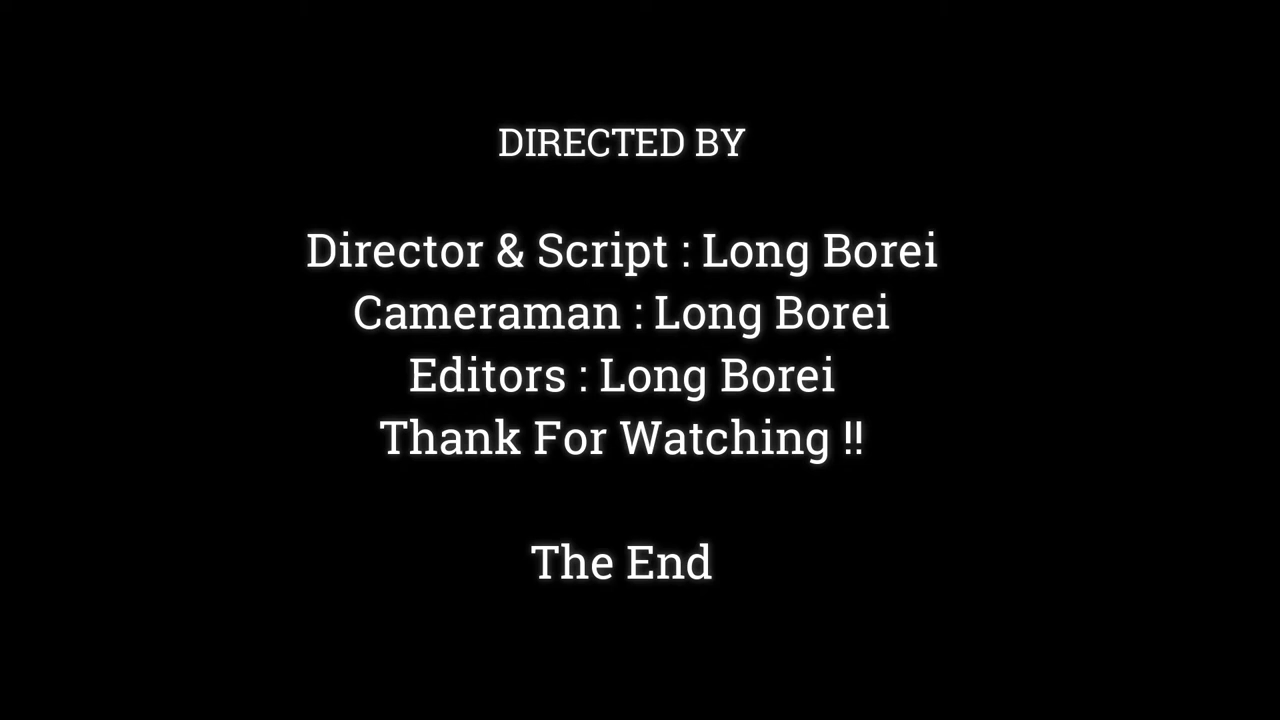 DIRECTED BY
Director & Script : Long Borei
Cameraman : Long Borei
Editors : Long Borei
Thank For Watching !!
The End